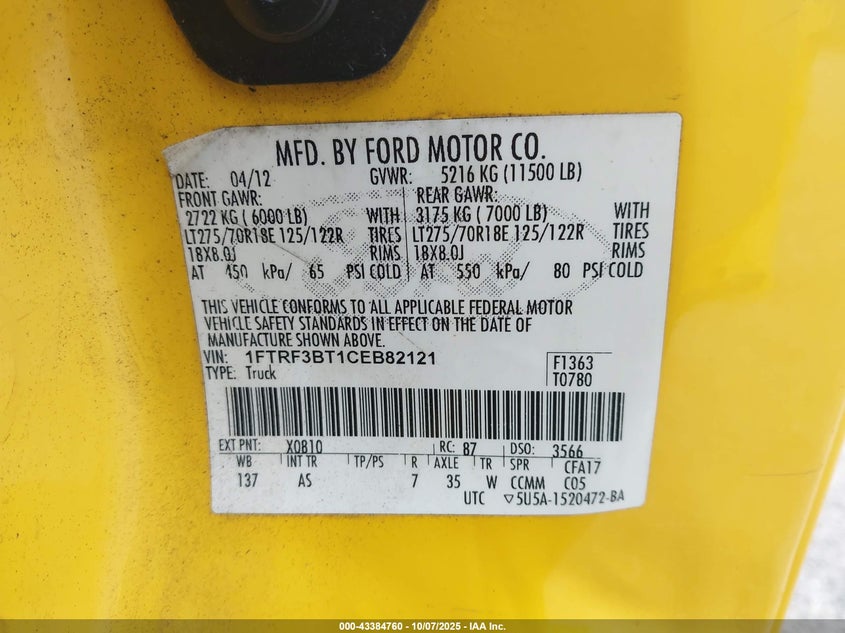 MFD. BY FORD MOTOR CO.
DATE: 04/12 GVWR: 5216 KG (11500 LB)
FRONT GAWR: REAR GAWR:
2722 KG ( 6000 LB) WITH 3175 KG ( 7000 LB) WITH
LT275/70R18E 125/122R TIRES LT275/70R18E 125/122R TIRES
18X8.0J RIMS 18X8.0J RIMS
AT 450 kPa/ 65 PSI COLD AT 550 kPa/ 80 PSI COLD
THIS VEHICLE CONFORMS TO ALL APPLICABLE FEDERAL MOTOR
VEHICLE SAFETY STANDARDS IN EFFECT ON THE DATE OF
MANUFACTURE SHOWN ABOVE.
VIN: 1FTRF3BT1CEB82121 F1363
TYPE: Truck T0780
EXT PNT: X0810 RC: 87 DSO: 3566
WB INT TR TP/PS R AXLE TR SPR CFA17
137 AS 7 35 W CCMM C05
UTC ▽5U5A-1520472-BA
000-43384760 - 10/07/2025 - IAA Inc.